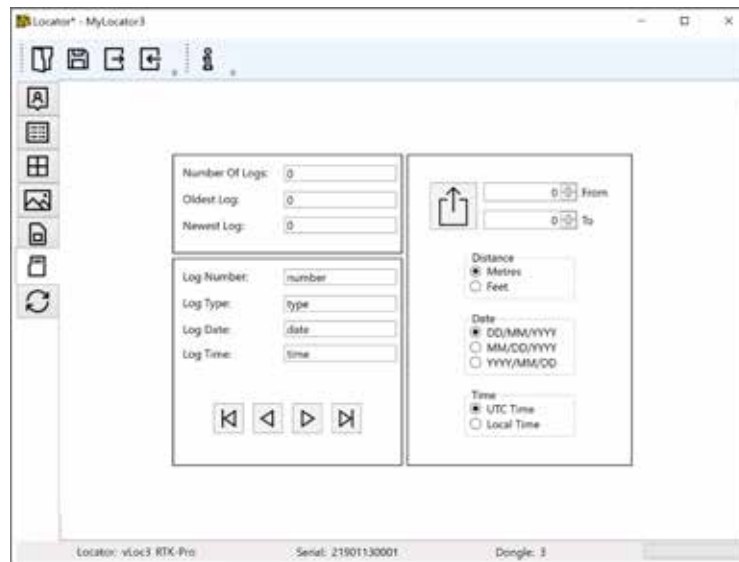 Locator* - MyLocator3
Number Of Logs: 0
Oldest Log: 0
Newest Log: 0
Log Number: number
Log Type: type
Log Date: date
Log Time: time
0 From
0 To
Distance
Metres
Feet
Date
DD/MM/YYYY
MM/DD/YYYY
YYYY/MM/DD
Time
UTC Time
Local Time
Locator: vLoc3 RTK-Pro Serial: 21901130001 Dongle: 3